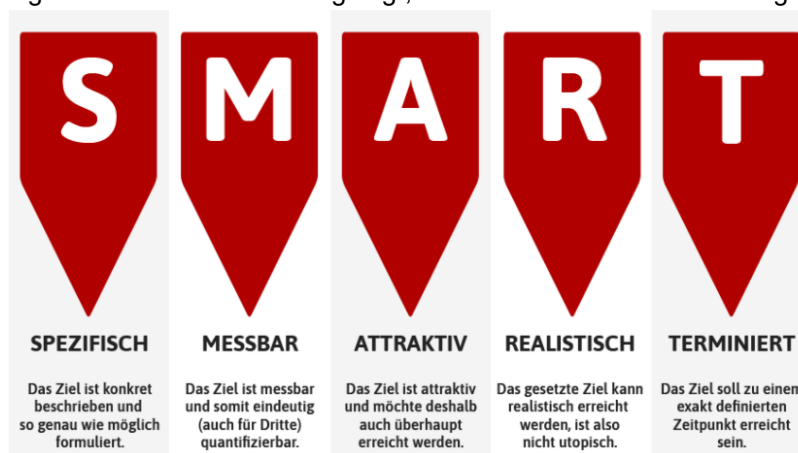 S M A R T
SPEZIFISCH
Das Ziel ist konkret
beschrieben und
so genau wie möglich
formuliert.
MESSBAR
Das Ziel ist messbar
und somit eindeutig
(auch für Dritte)
quantifizierbar.
ATTRAKTIV
Das Ziel ist attraktiv
und möchte deshalb
auch überhaupt
erreicht werden.
REALISTISCH
Das gesetzte Ziel kann
realistisch erreicht
werden, ist also
nicht utopisch.
TERMINIERT
Das Ziel soll zu einem
exakt definierten
Zeitpunkt erreicht
sein.